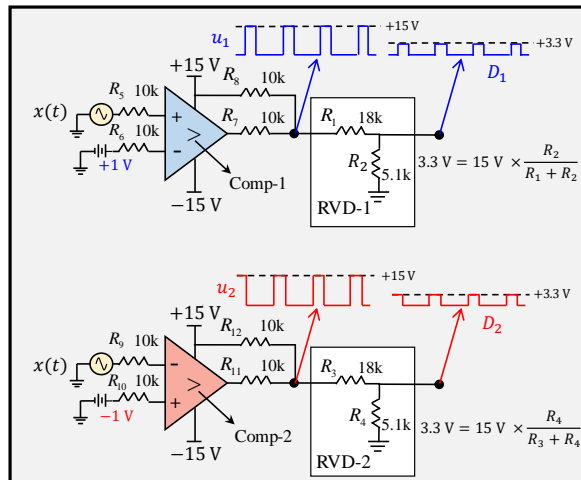 u₁
+15 V
+3.3 V
D₁
+15 V
R₈ 10k
R₅ 10k
x(t)
+
R₇ 10k
R₆ 10k
>
-
+1 V
Comp-1
−15 V
R₁ 18k
R₂
5.1k
RVD-1
3.3 V = 15 V × R₂ / (R₁ + R₂)
u₂
+15 V
+3.3 V
D₂
+15 V
R₁₂ 10k
R₉ 10k
x(t)
-
R₁₁ 10k
R₁₀ 10k
>
+
−1 V
Comp-2
−15 V
R₃ 18k
R₄
5.1k
RVD-2
3.3 V = 15 V × R₄ / (R₃ + R₄)